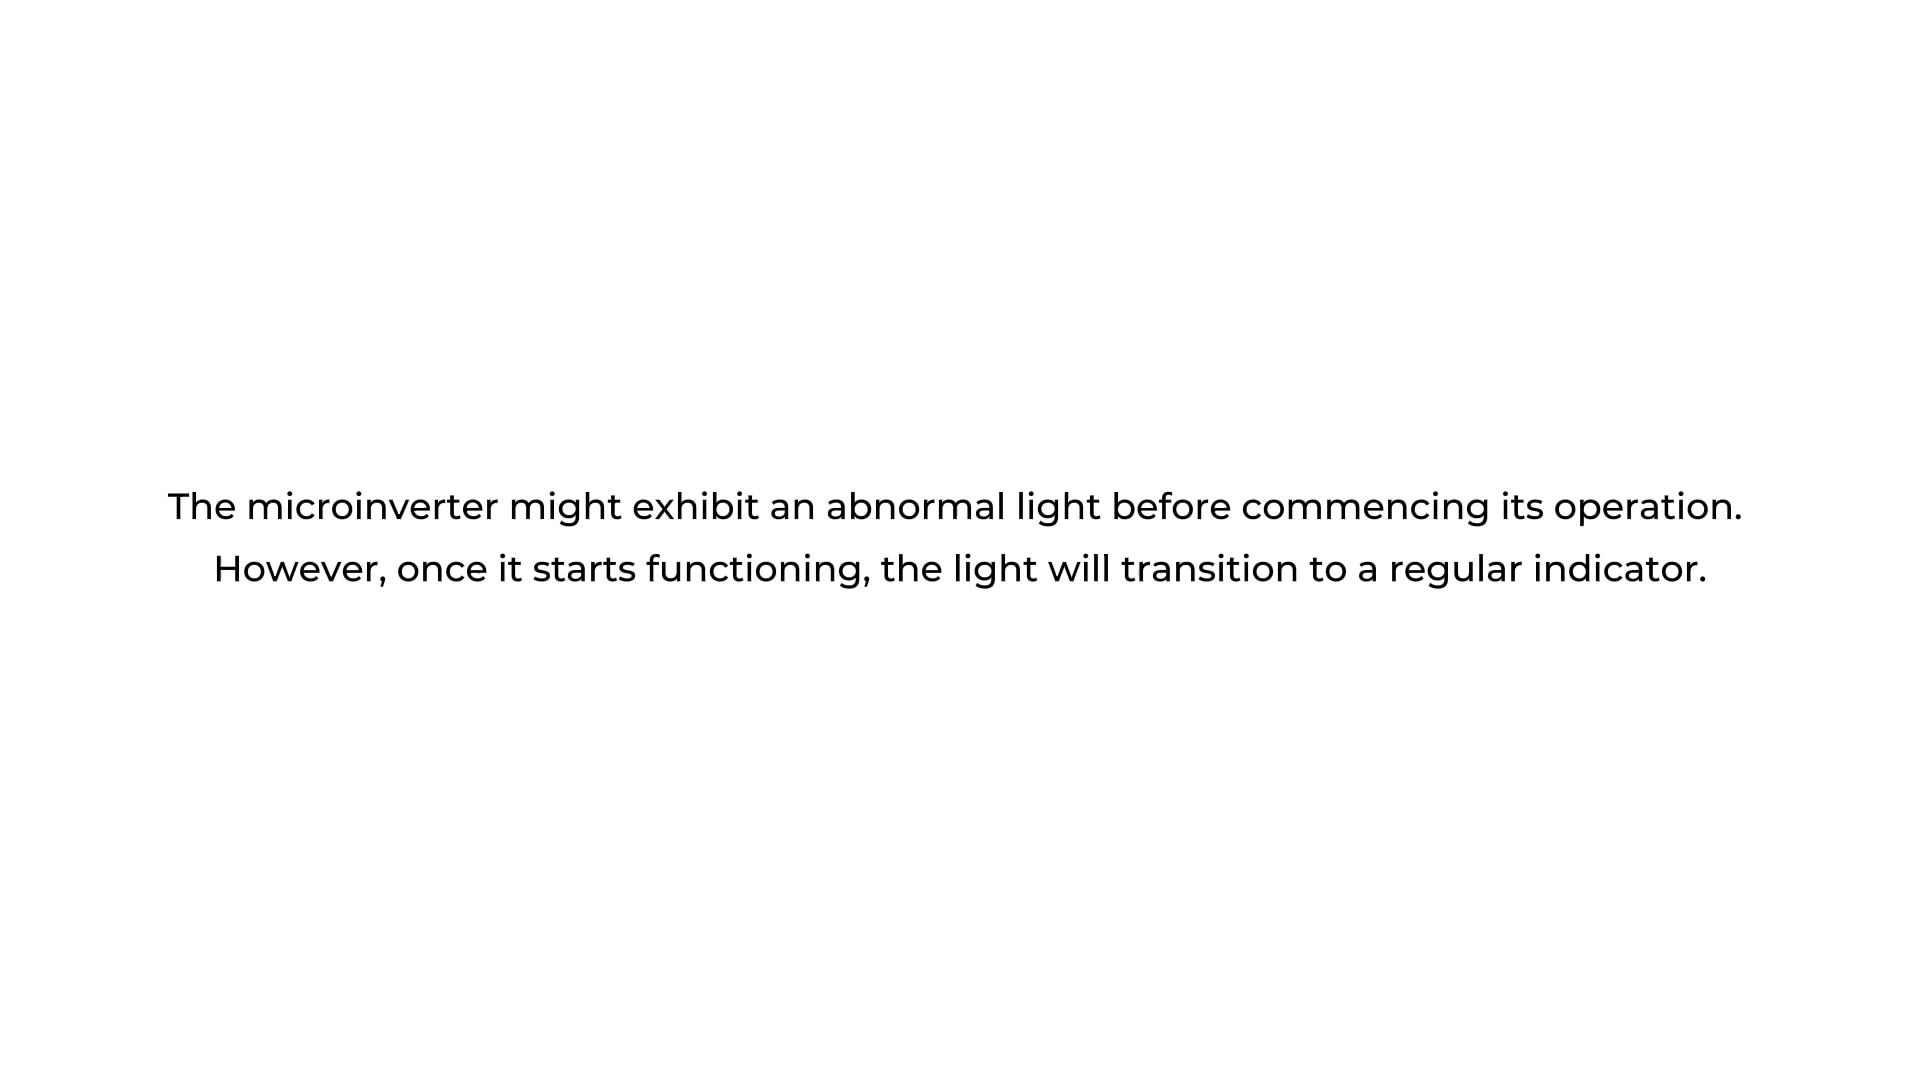 The microinverter might exhibit an abnormal light before commencing its operation.
However, once it starts functioning, the light will transition to a regular indicator.